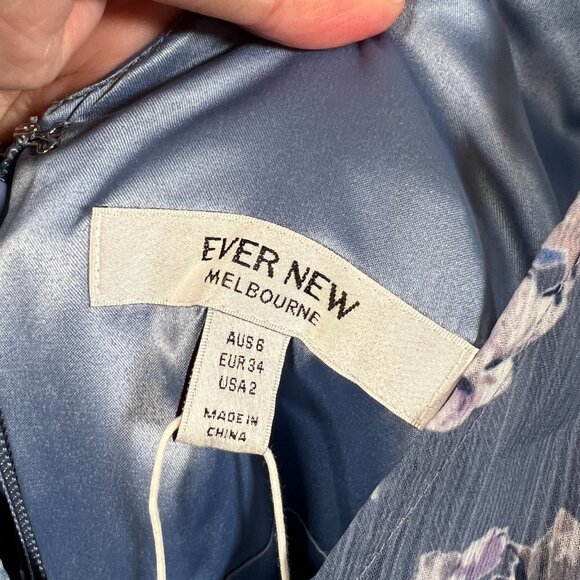 EVER NEW
MELBOURNE
AUS 6
EUR 34
USA 2
MADE IN
CHINA